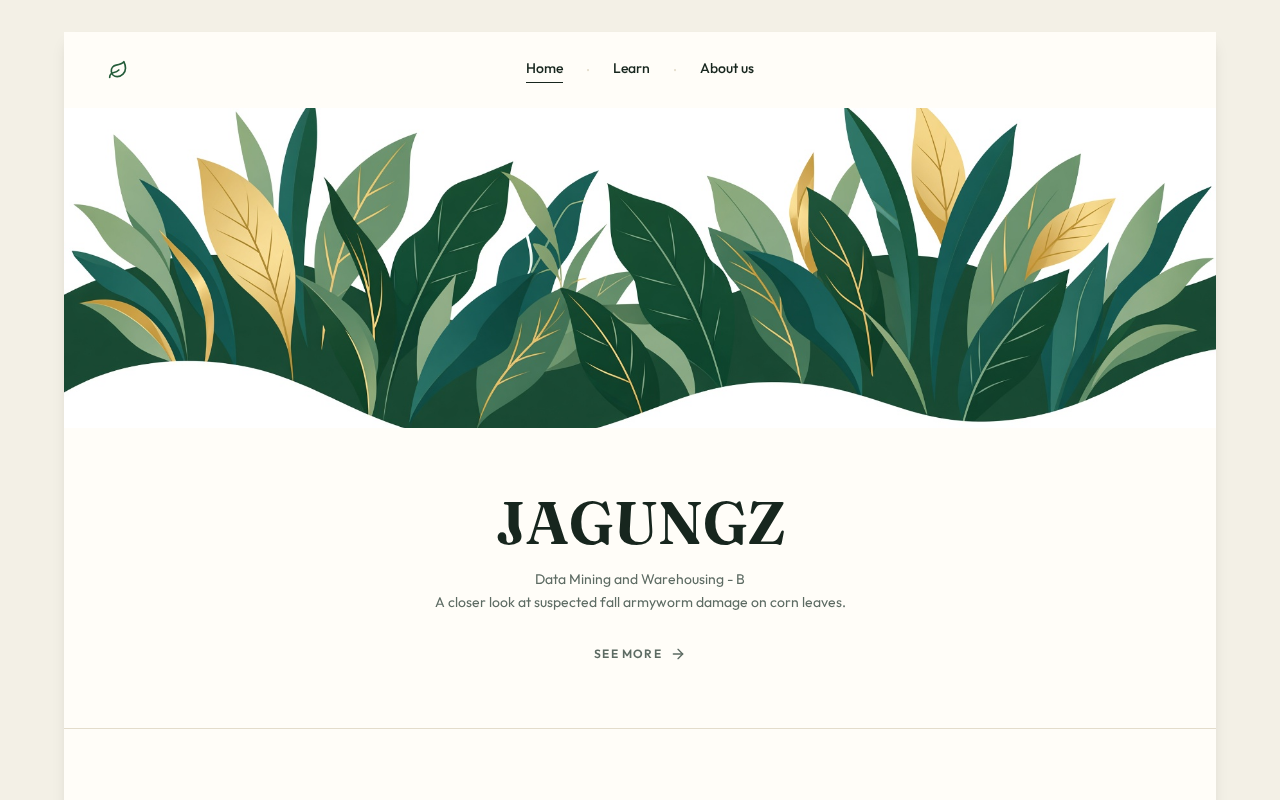 Home · Learn · About us
JAGUNGZ
Data Mining and Warehousing - B
A closer look at suspected fall armyworm damage on corn leaves.
SEE MORE →